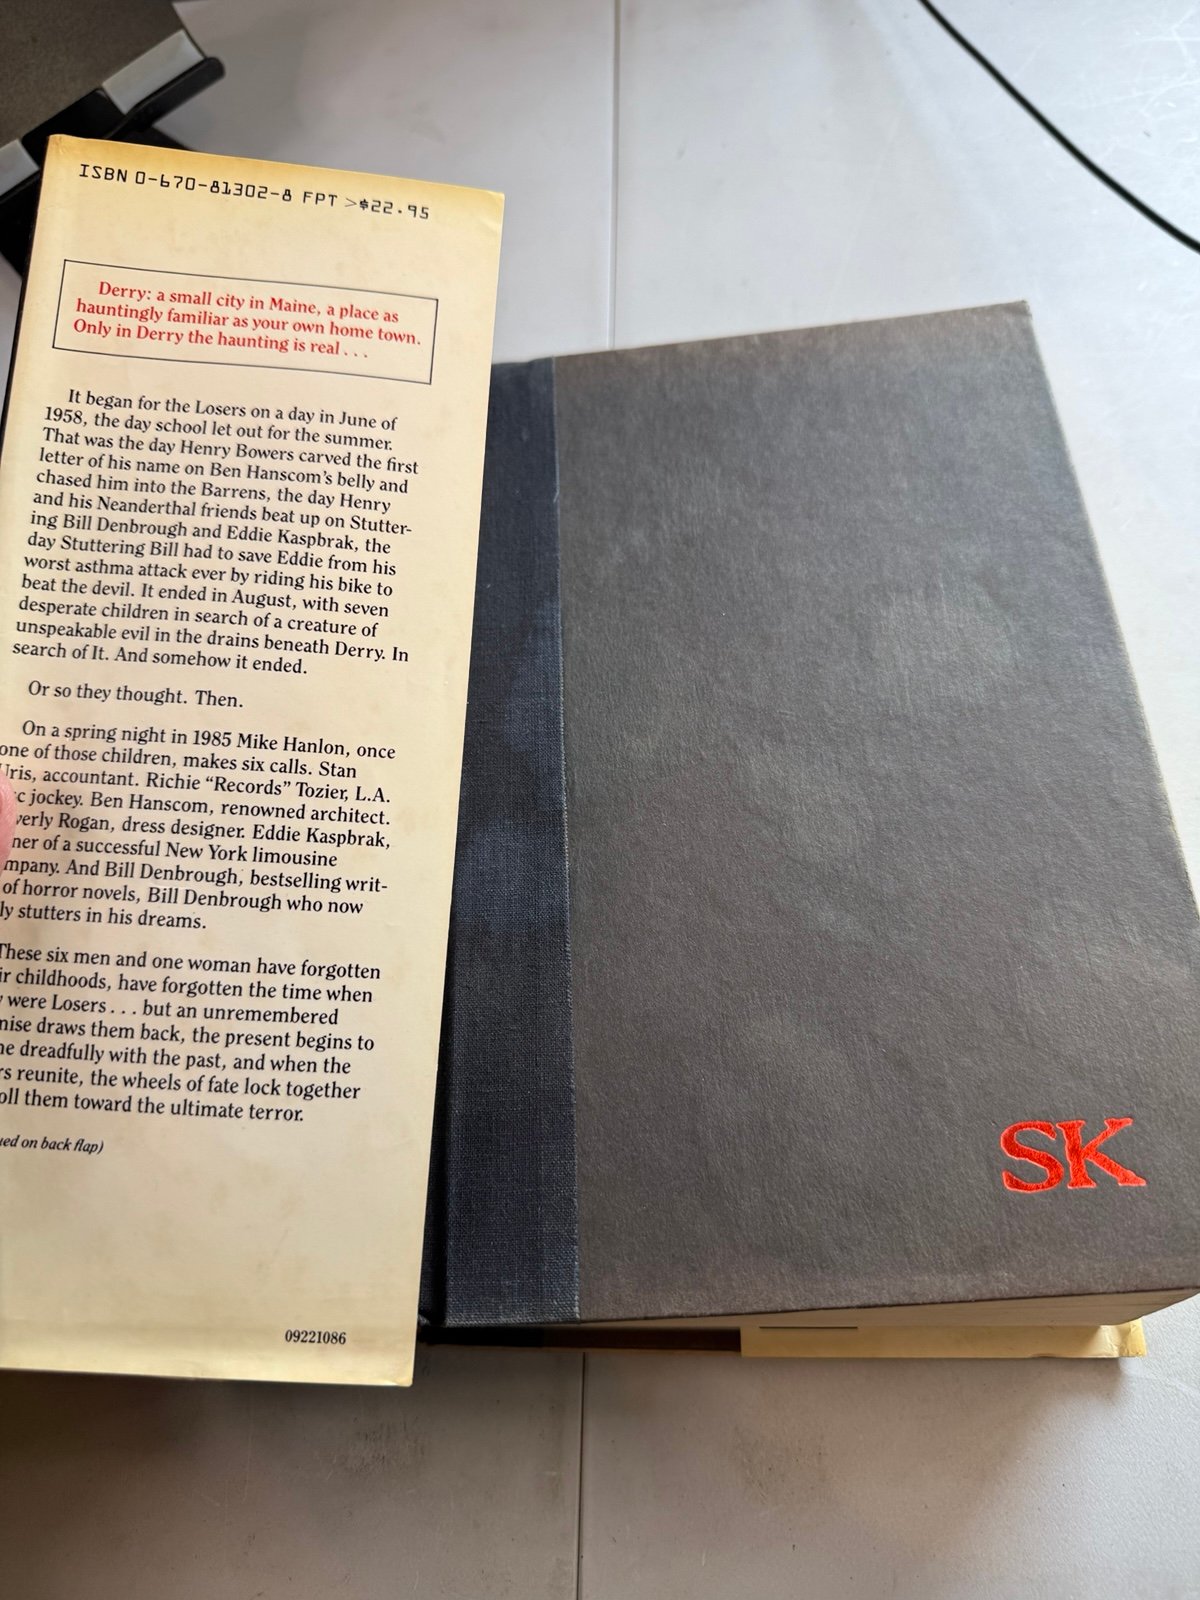 ISBN 0-670-81302-8 FPT >$22.95
Derry: a small city in Maine, a place as
hauntingly familiar as your own home town.
Only in Derry the haunting is real . . .
It began for the Losers on a day in June of
1958, the day school let out for the summer.
That was the day Henry Bowers carved the first
letter of his name on Ben Hanscom's belly and
chased him into the Barrens, the day Henry
and his Neanderthal friends beat up on Stutter-
ing Bill Denbrough and Eddie Kaspbrak, the
day Stuttering Bill had to save Eddie from his
worst asthma attack ever by riding his bike to
beat the devil. It ended in August, with seven
desperate children in search of a creature of
unspeakable evil in the drains beneath Derry. In
search of It. And somehow it ended.
Or so they thought. Then.
On a spring night in 1985 Mike Hanlon, once
one of those children, makes six calls. Stan
Uris, accountant. Richie "Records" Tozier, L.A.
c jockey. Ben Hanscom, renowned architect.
verly Rogan, dress designer. Eddie Kaspbrak,
ner of a successful New York limousine
mpany. And Bill Denbrough, bestselling writ-
of horror novels, Bill Denbrough who now
ly stutters in his dreams.
These six men and one woman have forgotten
ir childhoods, have forgotten the time when
y were Losers . . . but an unremembered
mise draws them back, the present begins to
me dreadfully with the past, and when the
rs reunite, the wheels of fate lock together
oll them toward the ultimate terror.
ued on back flap)
09221086
SK